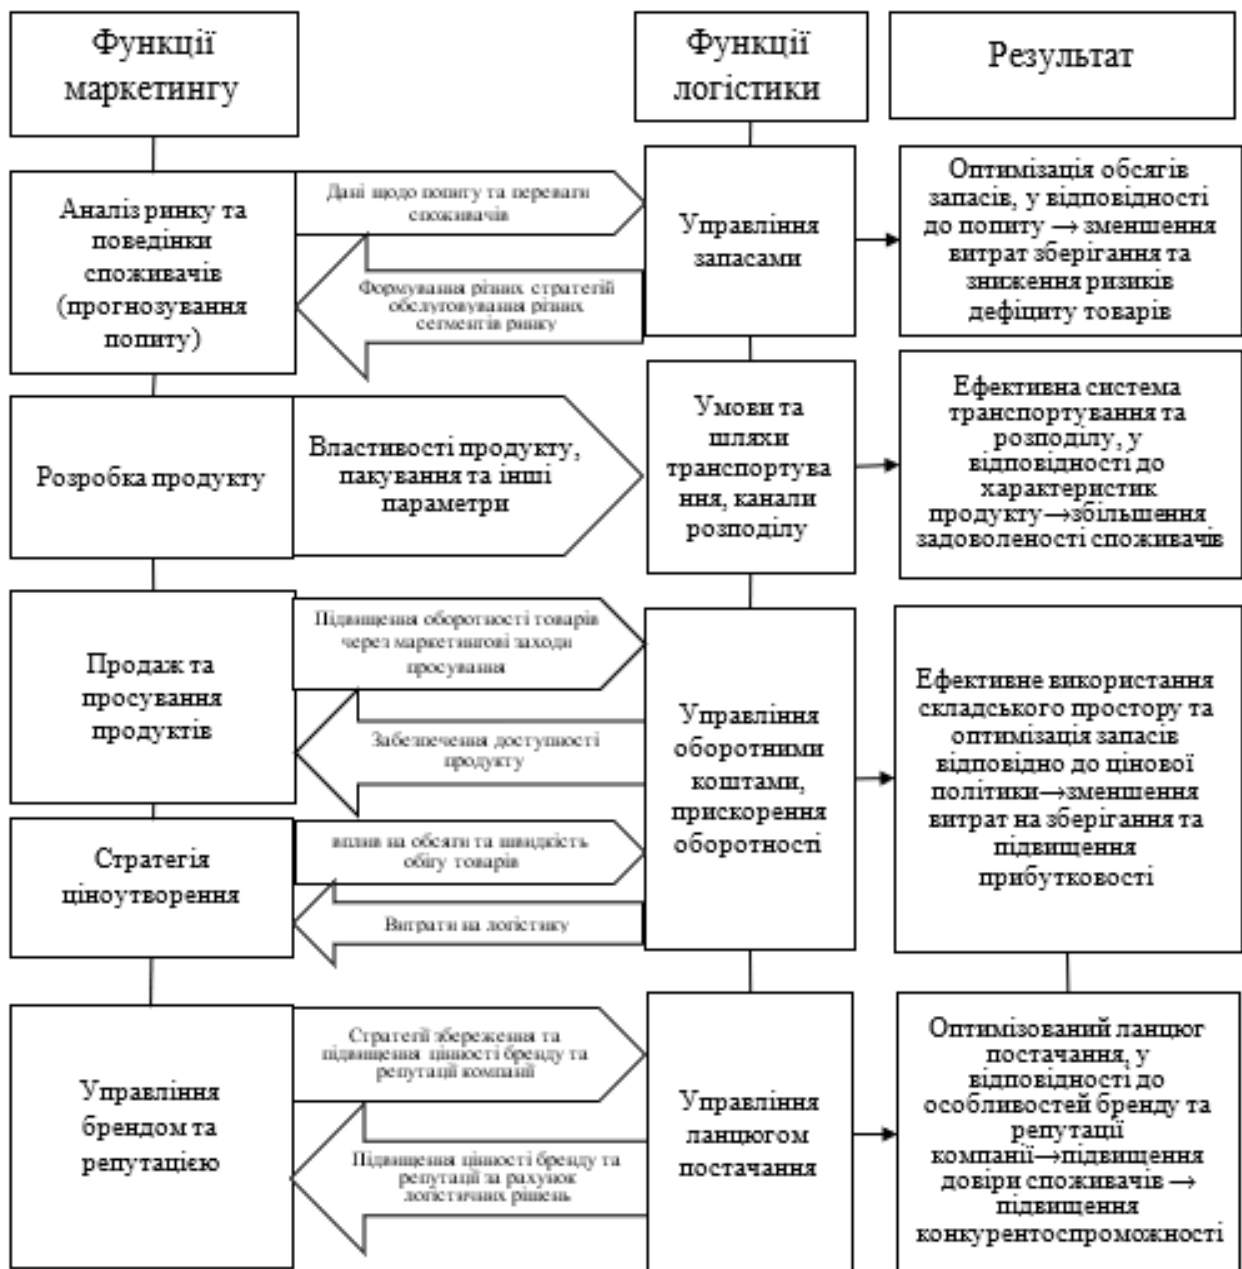 Функції
маркетингу
Функції
логістики
Результат
Аналіз ринку та
поведінки
споживачів
(прогнозування
попиту)
Дані щодо попиту та переваги
споживачів
Формування різних стратегій
обслуговування різних
сегментів ринку
Управління
запасами
Оптимізація обсягів
запасів, у відповідності
до попиту → зменшення
витрат зберігання та
зниження ризиків
дефіциту товарів
Розробка продукту
Властивості продукту,
пакування та інші
параметри
Умови та
шляхи
транспортува
ння, канали
розподілу
Ефективна система
транспортування та
розподілу, у
відповідності до
характеристик
продукту→збільшення
задоволеності споживачів
Продаж та
просування
продуктів
Підвищення оборотності товарів
через маркетингові заходи
просування
Забезпечення доступності
продукту
Стратегія
ціноутворення
вплив на обсяги та швидкість
обігу товарів
Витрати на логістику
Управління
оборотними
коштами,
прискорення
оборотності
Ефективне використання
складського простору та
оптимізація запасів
відповідно до цінової
політики→зменшення
витрат на зберігання та
підвищення
прибутковості
Управління
брендом та
репутацією
Стратегії збереження та
підвищення цінності бренду та
репутації компанії
Підвищення цінності бренду та
репутації за рахунок
логістичних рішень
Управління
ланцюгом
постачання
Оптимізований ланцюг
постачання, у
відповідності до
особливостей бренду та
репутації
компанії→підвищення
довіри споживачів →
підвищення
конкурентоспроможності